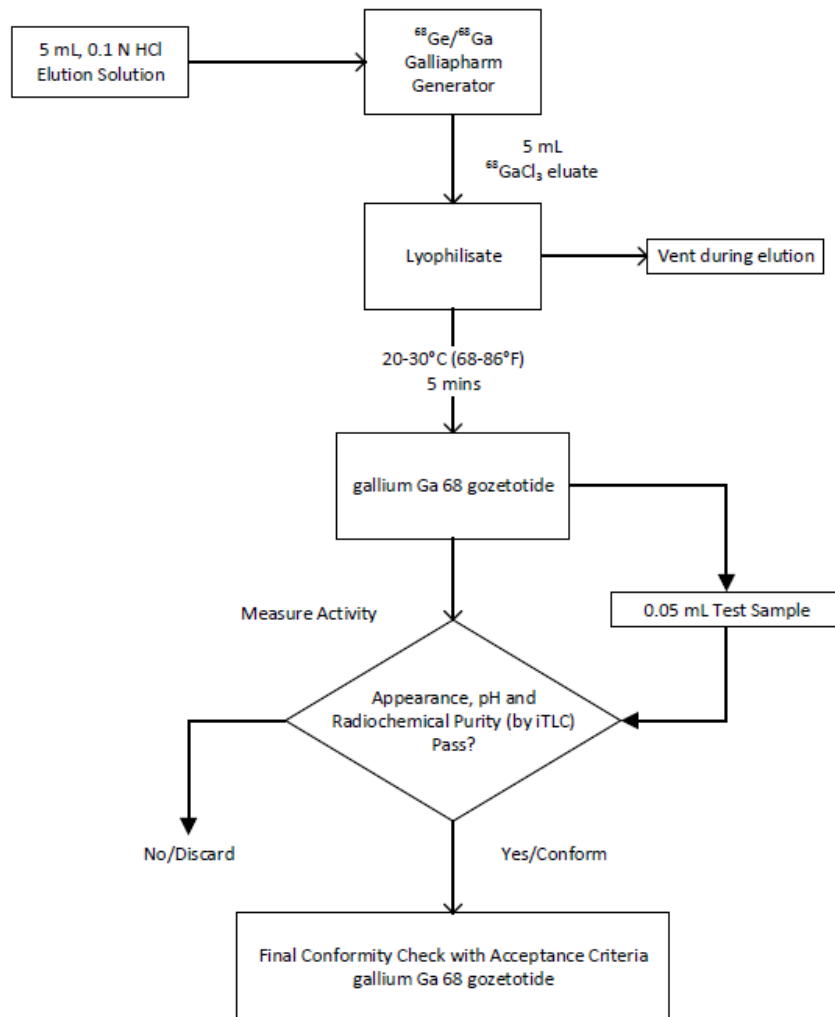 5 mL, 0.1 N HCl
Elution Solution
⁶⁸Ge/⁶⁸Ga
Galliapharm
Generator
5 mL
⁶⁸GaCl₃ eluate
Lyophilisate
Vent during elution
20-30°C (68-86°F)
5 mins
gallium Ga 68 gozetotide
Measure Activity
0.05 mL Test Sample
Appearance, pH and
Radiochemical Purity (by iTLC)
Pass?
No/Discard
Yes/Conform
Final Conformity Check with Acceptance Criteria
gallium Ga 68 gozetotide